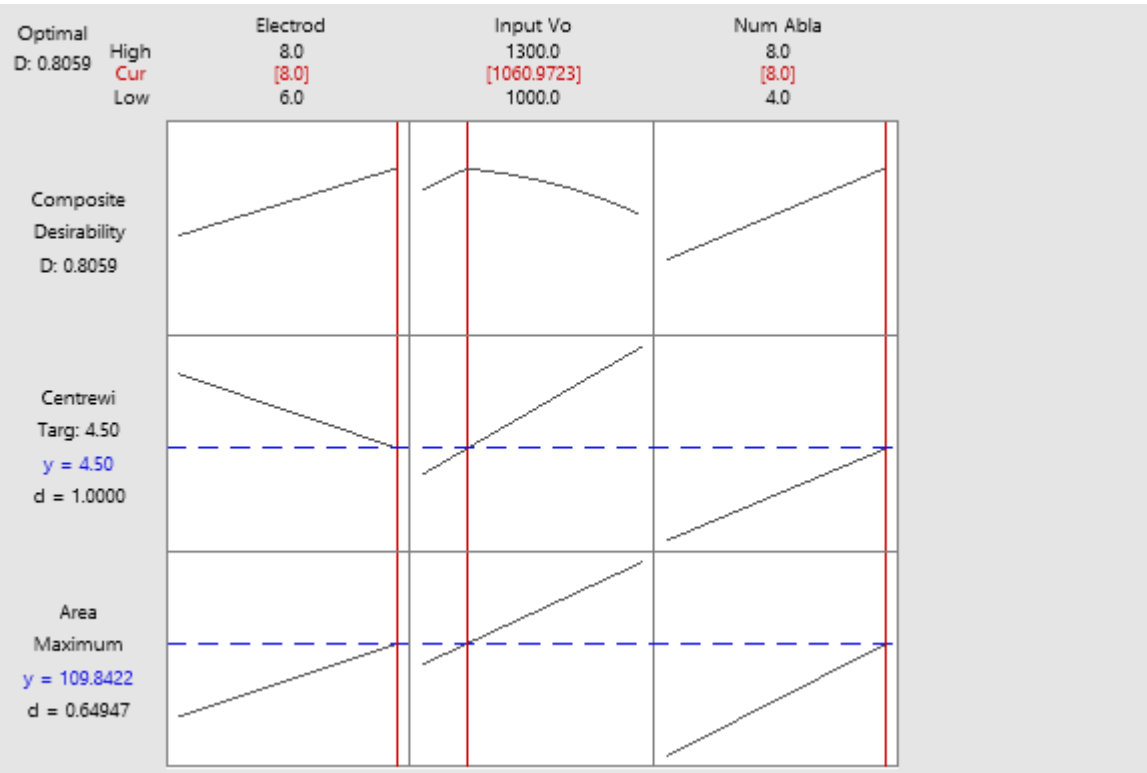 Optimal
D: 0.8059
High
Cur
Low
Electrod
8.0
[8.0]
6.0
Input Vo
1300.0
[1060.9723]
1000.0
Num Abla
8.0
[8.0]
4.0
Composite
Desirability
D: 0.8059
Centrewi
Targ: 4.50
y = 4.50
d = 1.0000
Area
Maximum
y = 109.8422
d = 0.64947